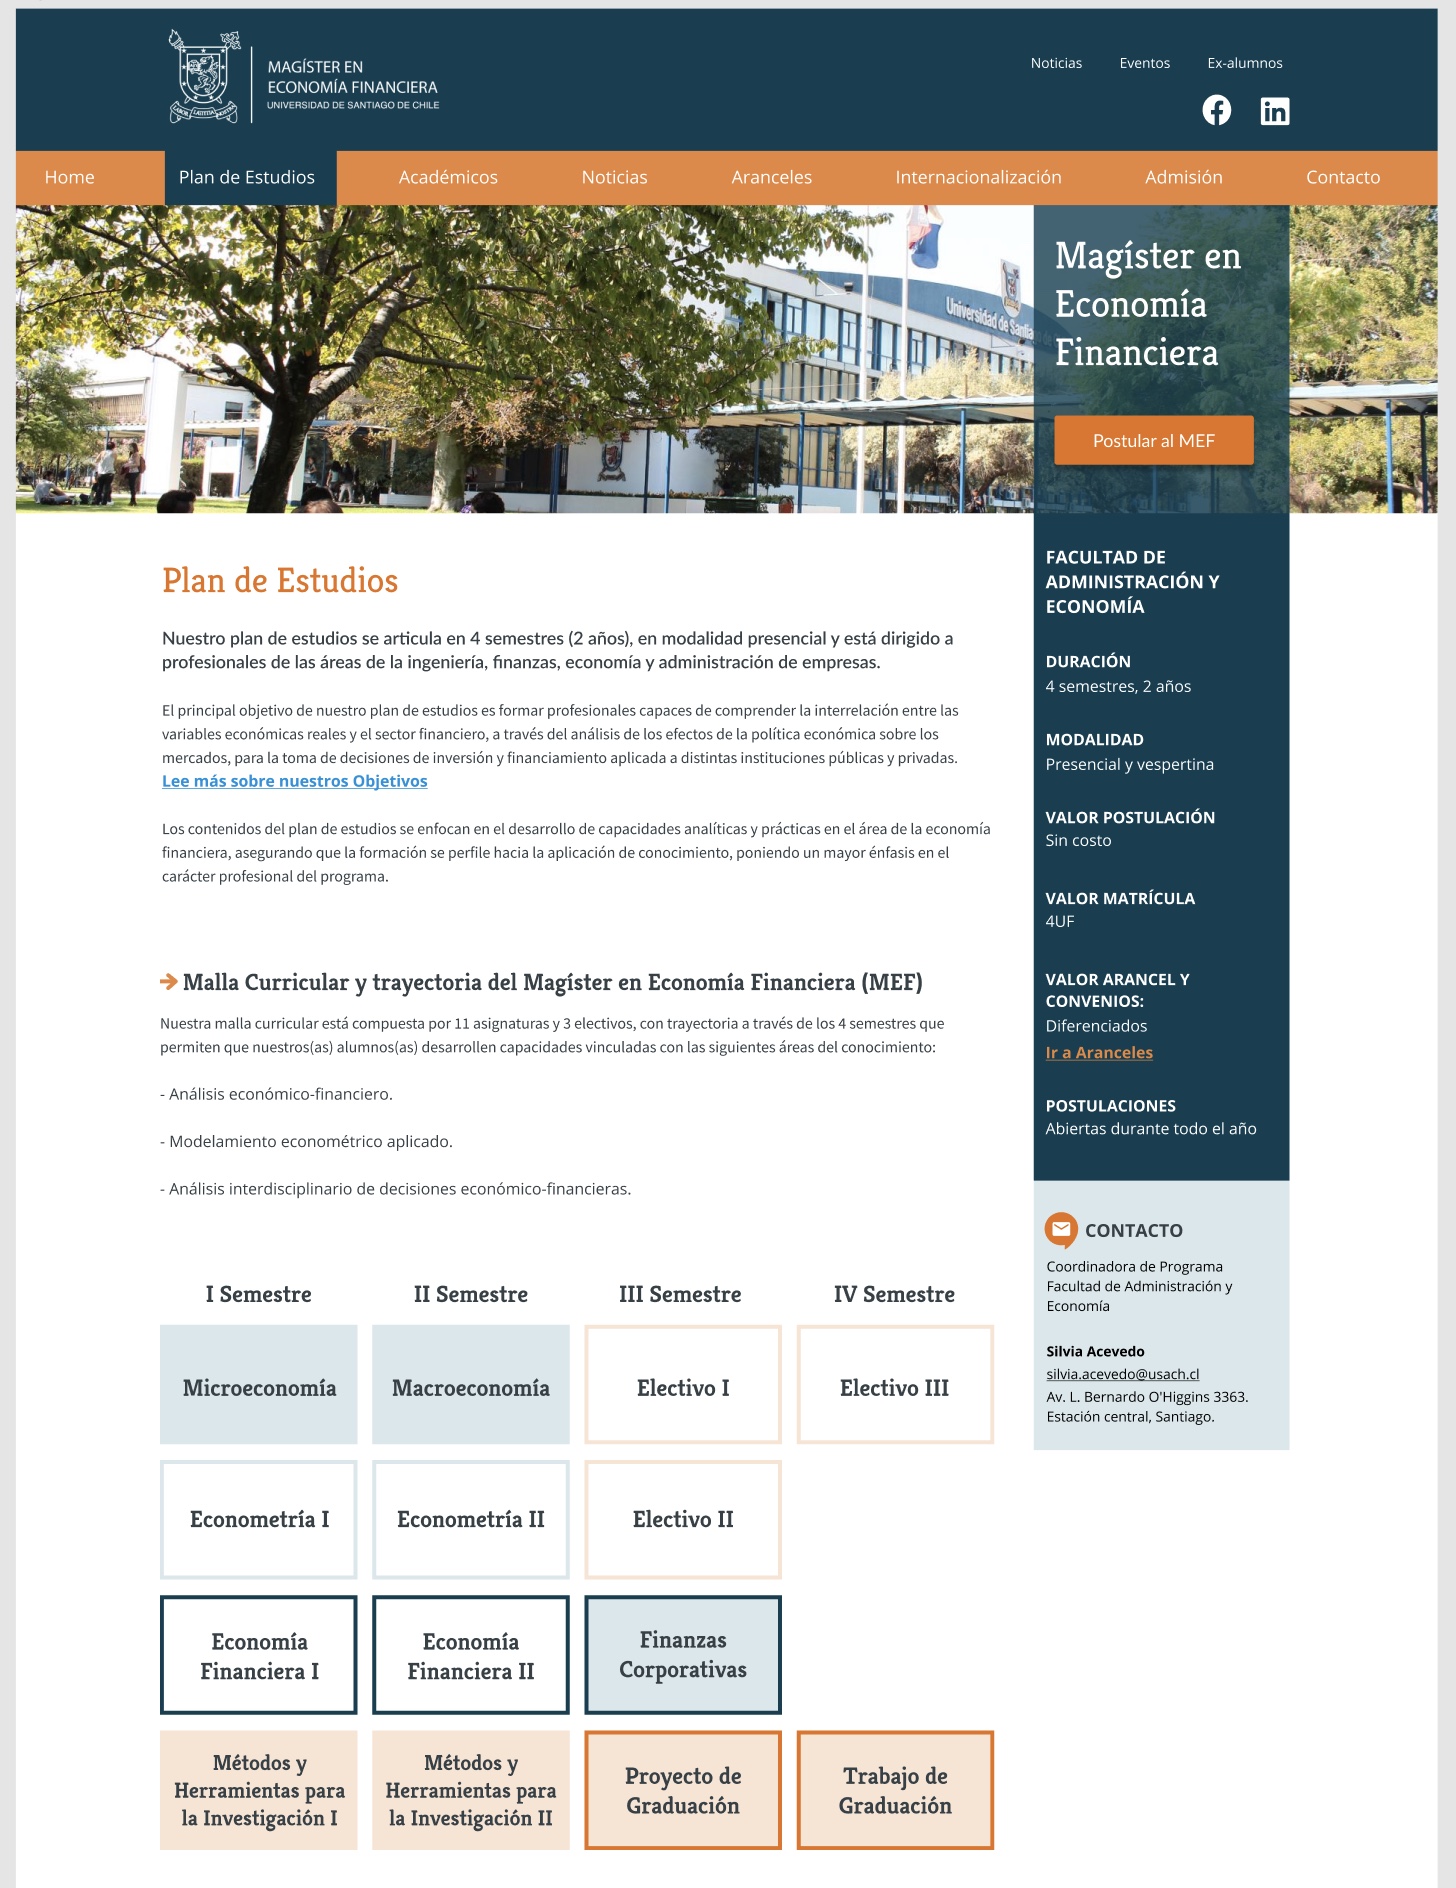 MAGÍSTER EN
ECONOMÍA FINANCIERA
UNIVERSIDAD DE SANTIAGO DE CHILE
LABOR LAETITIA NOSTRA
Noticias Eventos Ex-alumnos
Home Plan de Estudios Académicos Noticias Aranceles Internacionalización Admisión Contacto
Universidad de Santia
Magíster en
Economía
Financiera
Postular al MEF
Plan de Estudios
Nuestro plan de estudios se articula en 4 semestres (2 años), en modalidad presencial y está dirigido a
profesionales de las áreas de la ingeniería, finanzas, economía y administración de empresas.
El principal objetivo de nuestro plan de estudios es formar profesionales capaces de comprender la interrelación entre las
variables económicas reales y el sector financiero, a través del análisis de los efectos de la política económica sobre los
mercados, para la toma de decisiones de inversión y financiamiento aplicada a distintas instituciones públicas y privadas.
Lee más sobre nuestros Objetivos
Los contenidos del plan de estudios se enfocan en el desarrollo de capacidades analíticas y prácticas en el área de la economía
financiera, asegurando que la formación se perfile hacia la aplicación de conocimiento, poniendo un mayor énfasis en el
carácter profesional del programa.
Malla Curricular y trayectoria del Magíster en Economía Financiera (MEF)
Nuestra malla curricular está compuesta por 11 asignaturas y 3 electivos, con trayectoria a través de los 4 semestres que
permiten que nuestros(as) alumnos(as) desarrollen capacidades vinculadas con las siguientes áreas del conocimiento:
- Análisis económico-financiero.
- Modelamiento econométrico aplicado.
- Análisis interdisciplinario de decisiones económico-financieras.
I Semestre II Semestre III Semestre IV Semestre
Microeconomía Macroeconomía Electivo I Electivo III
Econometría I Econometría II Electivo II
Economía
Financiera I
Economía
Financiera II
Finanzas
Corporativas
Métodos y
Herramientas para
la Investigación I
Métodos y
Herramientas para
la Investigación II
Proyecto de
Graduación
Trabajo de
Graduación
FACULTAD DE
ADMINISTRACIÓN Y
ECONOMÍA
DURACIÓN
4 semestres, 2 años
MODALIDAD
Presencial y vespertina
VALOR POSTULACIÓN
Sin costo
VALOR MATRÍCULA
4UF
VALOR ARANCEL Y
CONVENIOS:
Diferenciados
Ir a Aranceles
POSTULACIONES
Abiertas durante todo el año
CONTACTO
Coordinadora de Programa
Facultad de Administración y
Economía
Silvia Acevedo
silvia.acevedo@usach.cl
Av. L. Bernardo O'Higgins 3363.
Estación central, Santiago.